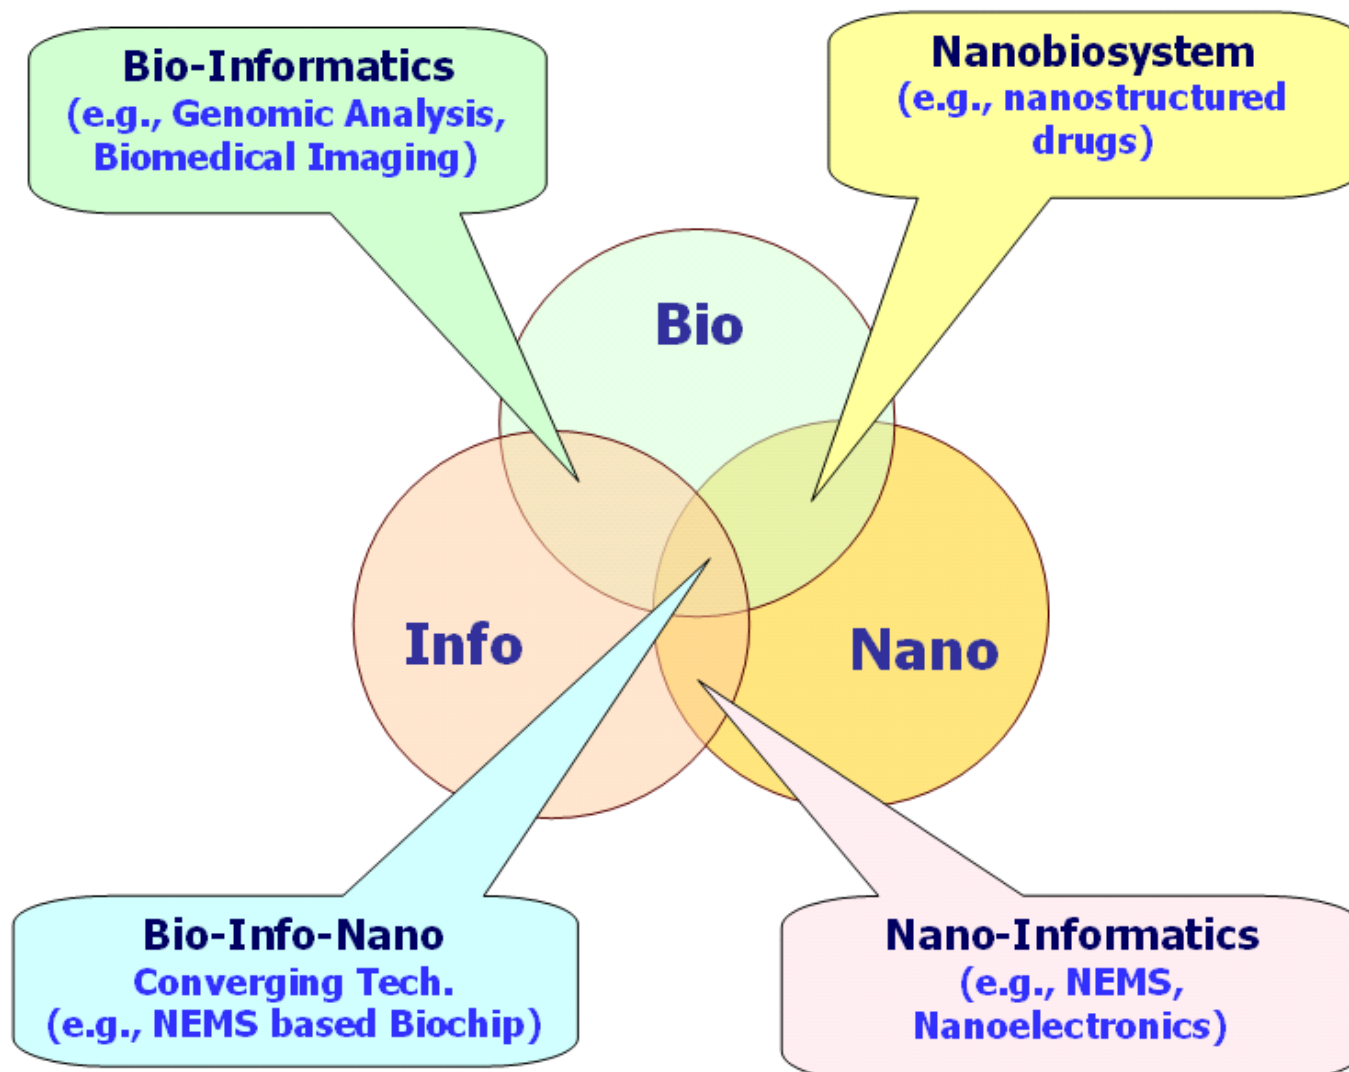 Bio-Informatics
(e.g., Genomic Analysis,
Biomedical Imaging)
Nanobiosystem
(e.g., nanostructured
drugs)
Bio
Info
Nano
Bio-Info-Nano
Converging Tech.
(e.g., NEMS based Biochip)
Nano-Informatics
(e.g., NEMS,
Nanoelectronics)